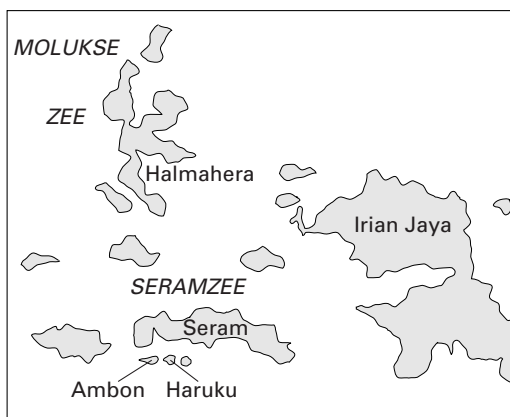 MOLUKSE
ZEE
Halmahera
Irian Jaya
SERAMZEE
Seram
Ambon
Haruku